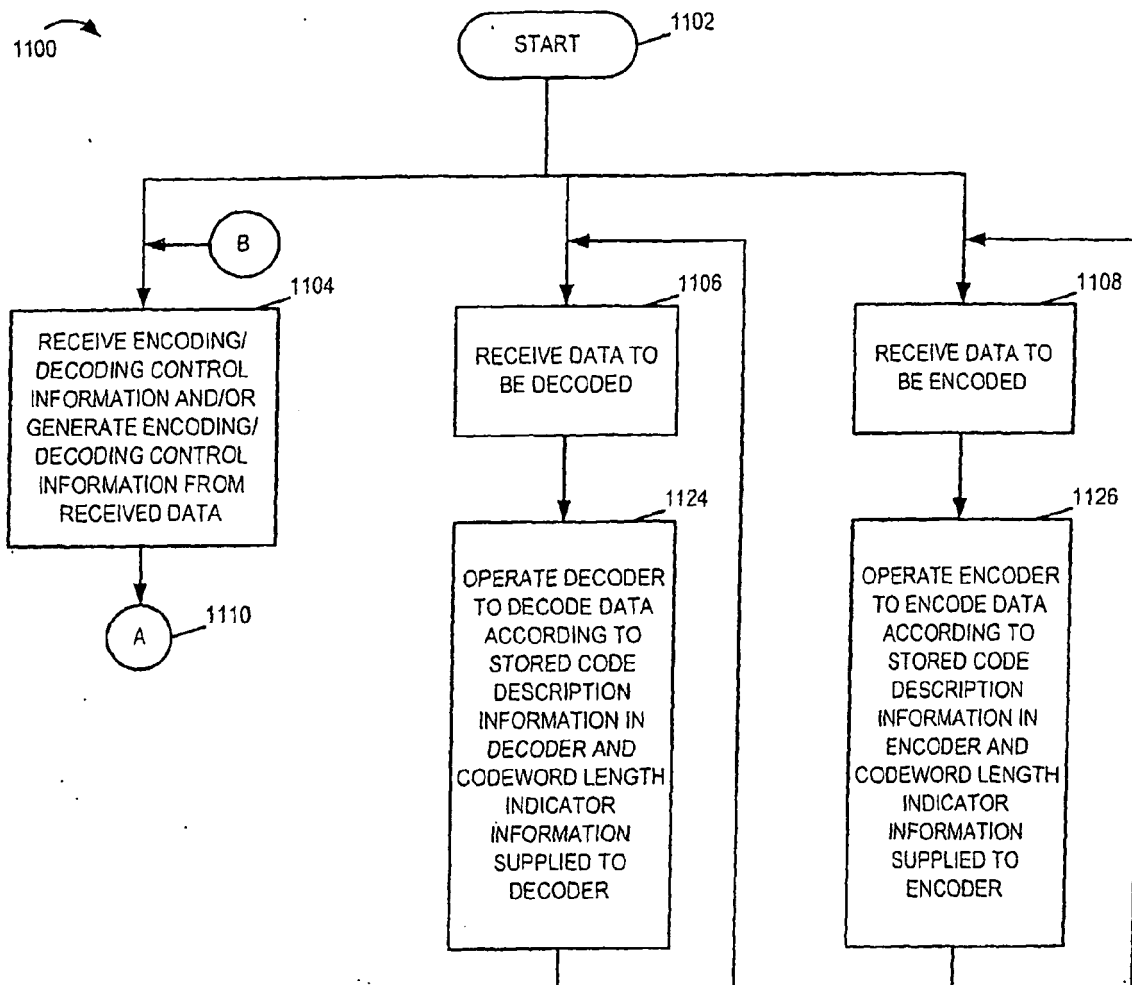 1100
START
1102
B
1104
RECEIVE ENCODING/
DECODING CONTROL
INFORMATION AND/OR
GENERATE ENCODING/
DECODING CONTROL
INFORMATION FROM
RECEIVED DATA
1106
RECEIVE DATA TO
BE DECODED
1108
RECEIVE DATA TO
BE ENCODED
A
1110
1124
OPERATE DECODER
TO DECODE DATA
ACCORDING TO
STORED CODE
DESCRIPTION
INFORMATION IN
DECODER AND
CODEWORD LENGTH
INDICATOR
INFORMATION
SUPPLIED TO
DECODER
1126
OPERATE ENCODER
TO ENCODE DATA
ACCORDING TO
STORED CODE
DESCRIPTION
INFORMATION IN
ENCODER AND
CODEWORD LENGTH
INDICATOR
INFORMATION
SUPPLIED TO
ENCODER